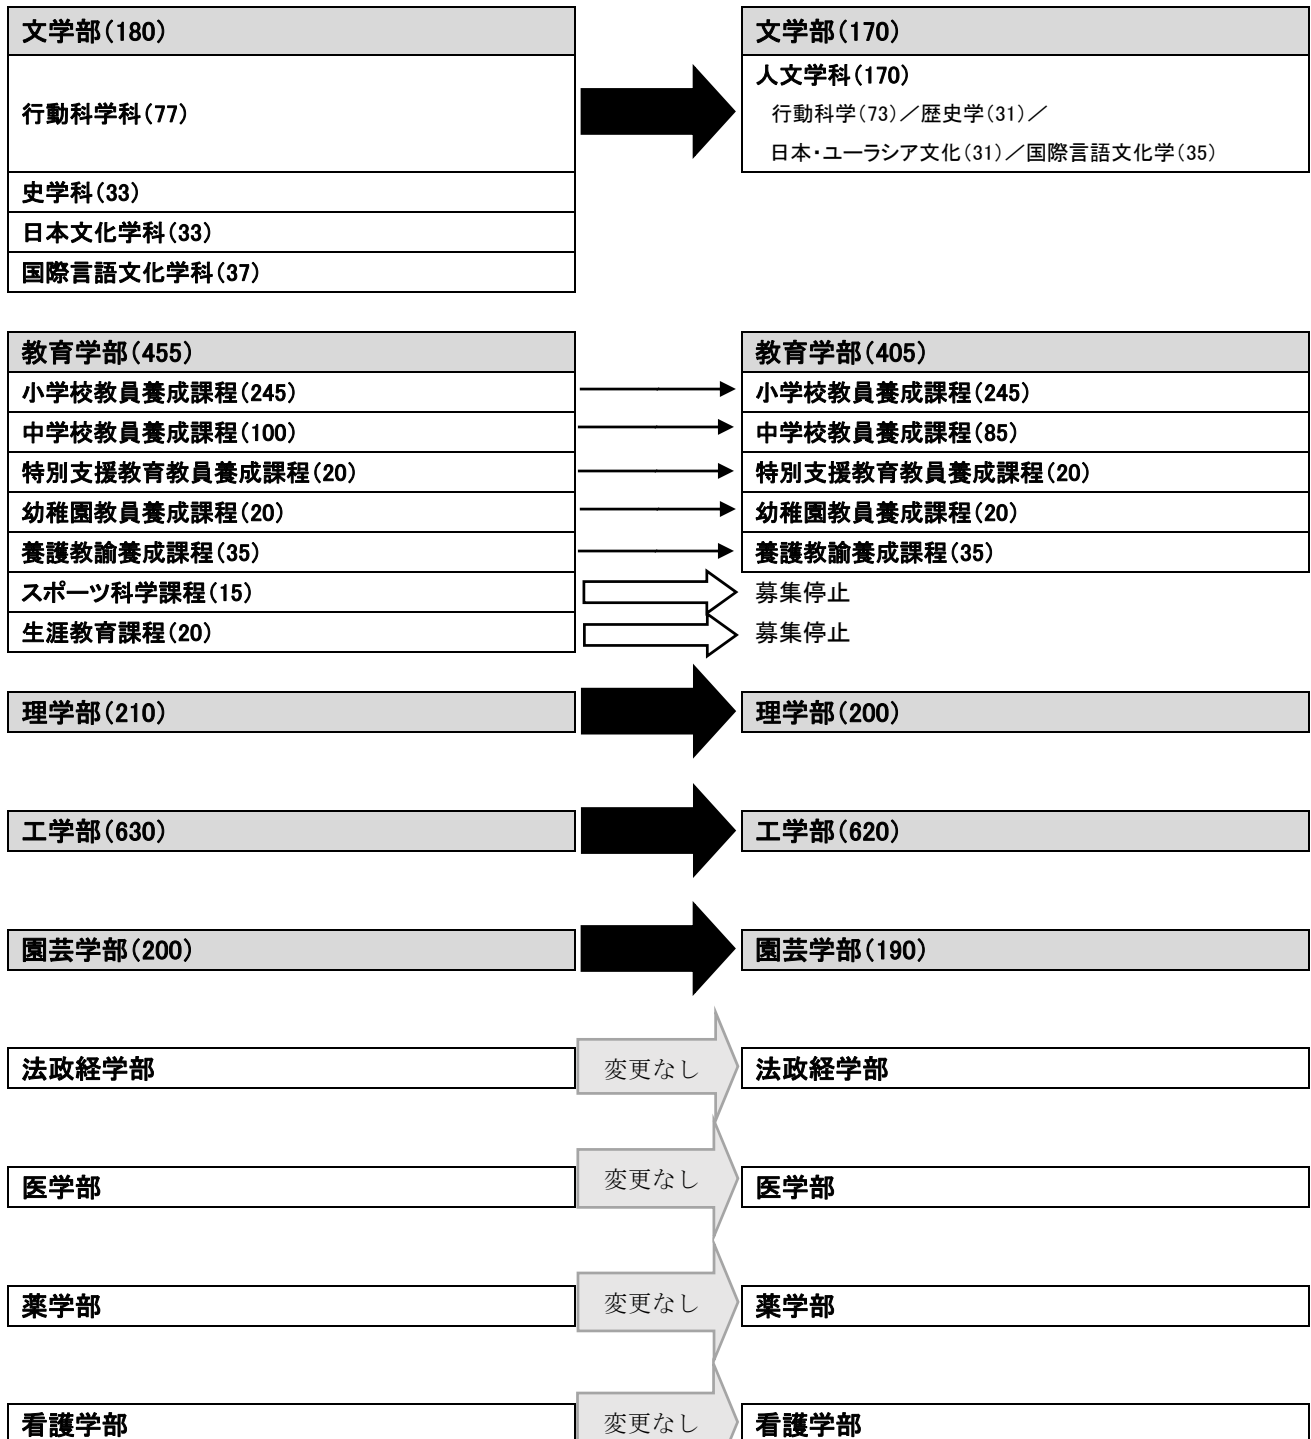 文学部(180)
文学部(170)
行動科学科(77)
人文学科(170)
行動科学(73)／歴史学(31)／
日本・ユーラシア文化(31)／国際言語文化学(35)
史学科(33)
日本文化学科(33)
国際言語文化学科(37)
教育学部(455)
教育学部(405)
小学校教員養成課程(245)
小学校教員養成課程(245)
中学校教員養成課程(100)
中学校教員養成課程(85)
特別支援教育教員養成課程(20)
特別支援教育教員養成課程(20)
幼稚園教員養成課程(20)
幼稚園教員養成課程(20)
養護教諭養成課程(35)
養護教諭養成課程(35)
スポーツ科学課程(15)
募集停止
生涯教育課程(20)
募集停止
理学部(210)
理学部(200)
工学部(630)
工学部(620)
園芸学部(200)
園芸学部(190)
法政経学部
変更なし
法政経学部
医学部
変更なし
医学部
薬学部
変更なし
薬学部
看護学部
変更なし
看護学部